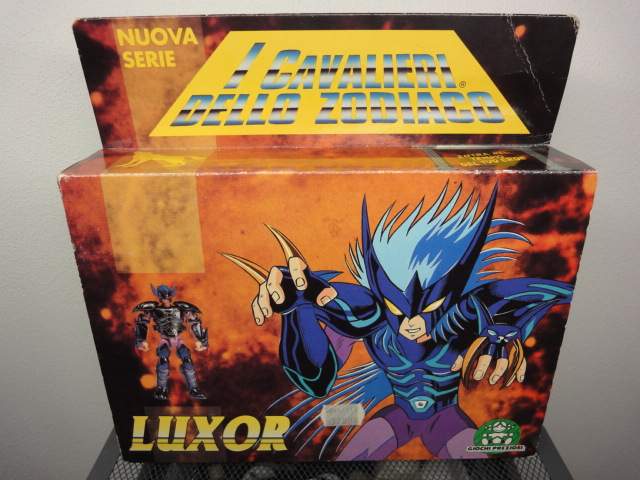 NUOVA
SERIE
I CAVALIERI®
DELLO ZODIACO
LUXOR
GIOCHI PREZIOSI